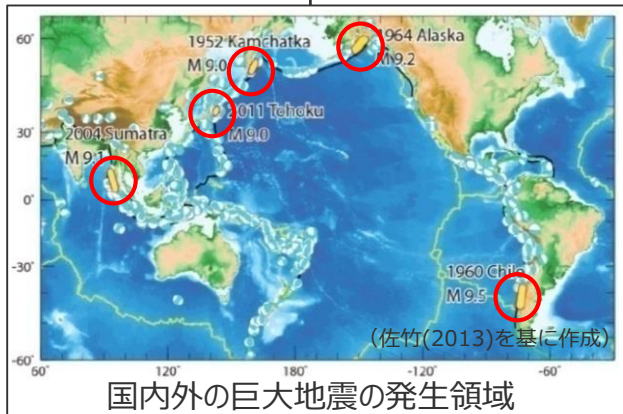 60°
30°
0°
-30°
-60°
60°
120°
180°
-120°
-60°
1964 Alaska
M 9.2
1952 Kamchatka
M 9.0
2011 Tohoku
M 9.0
2004 Sumatra
M 9.1
1960 Chile
M 9.5
(佐竹(2013)を基に作成)
国内外の巨大地震の発生領域